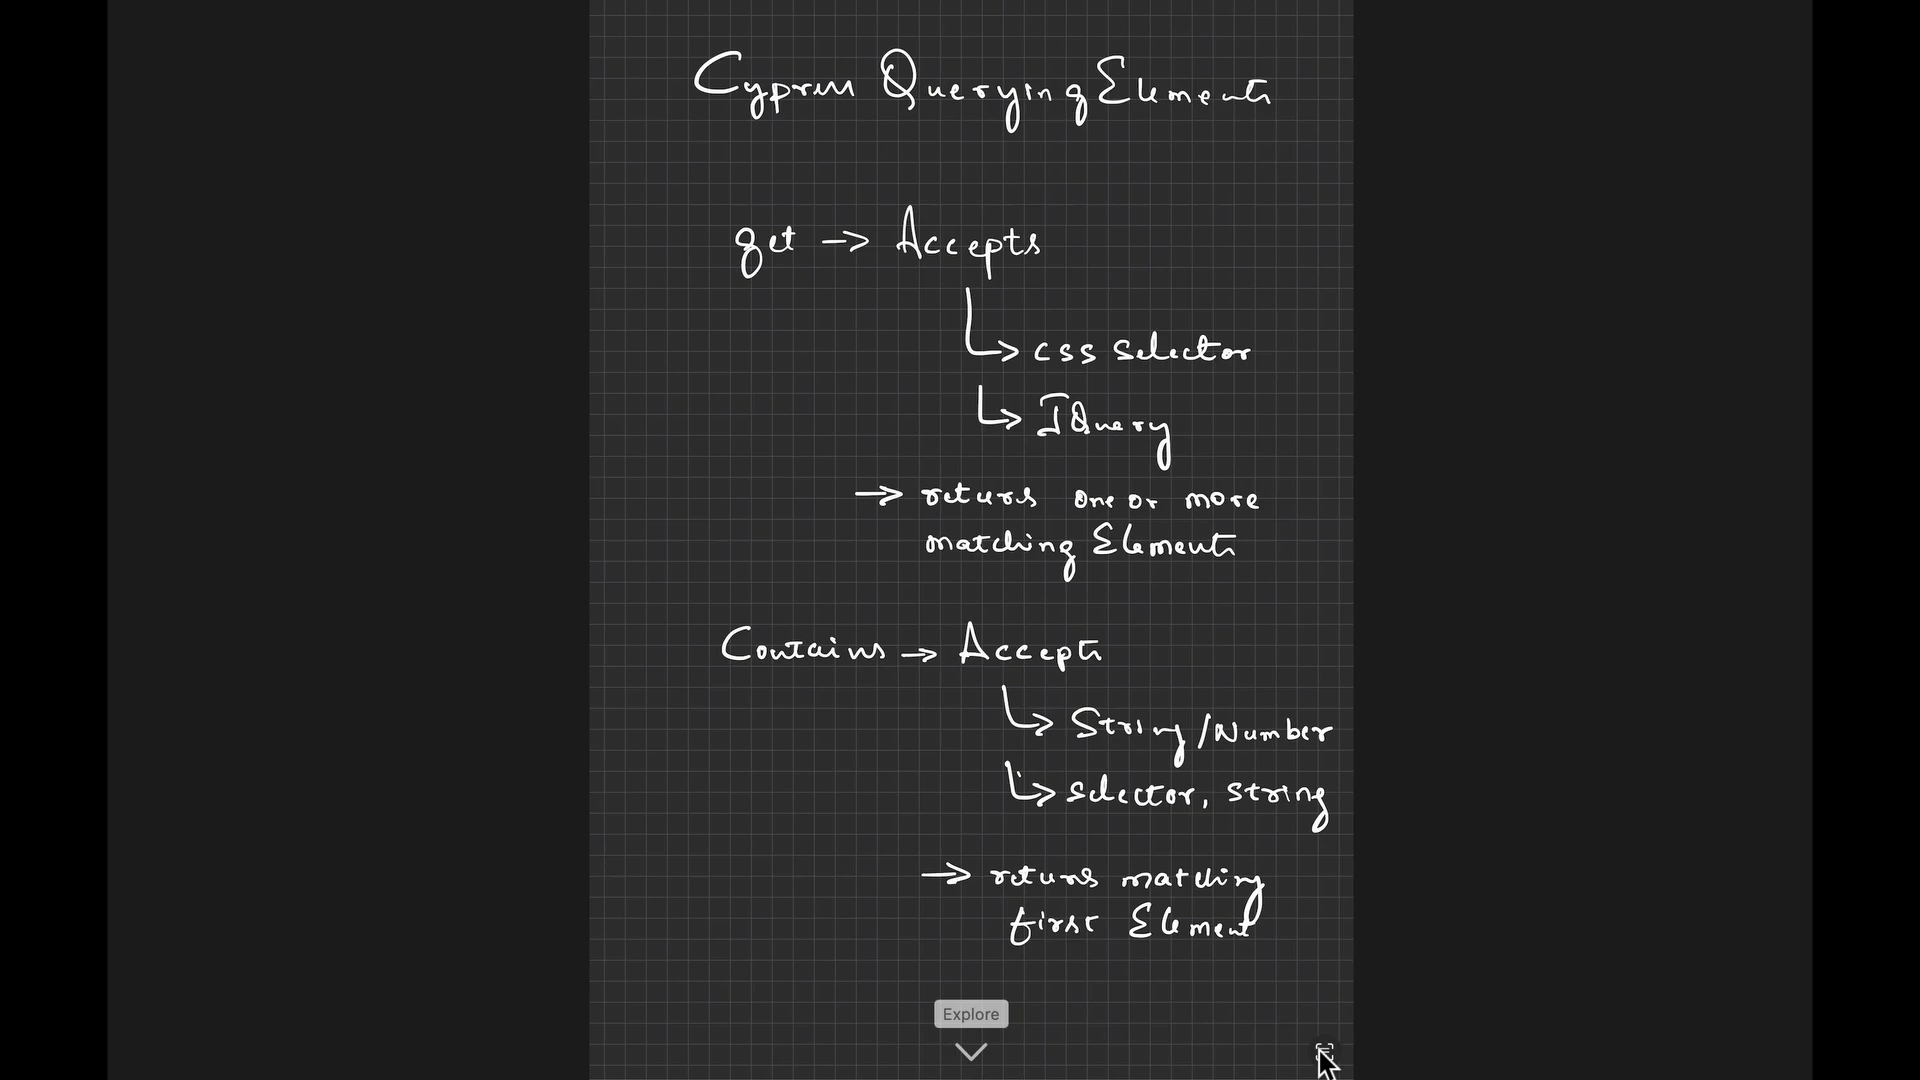 Cypress Querying Elements
get -> Accepts
CSS Selector
JQuery
-> returns one or more
matching Elements
Contains -> Accepts
String/Number
Selector, string
-> returns matching
first Element
Explore